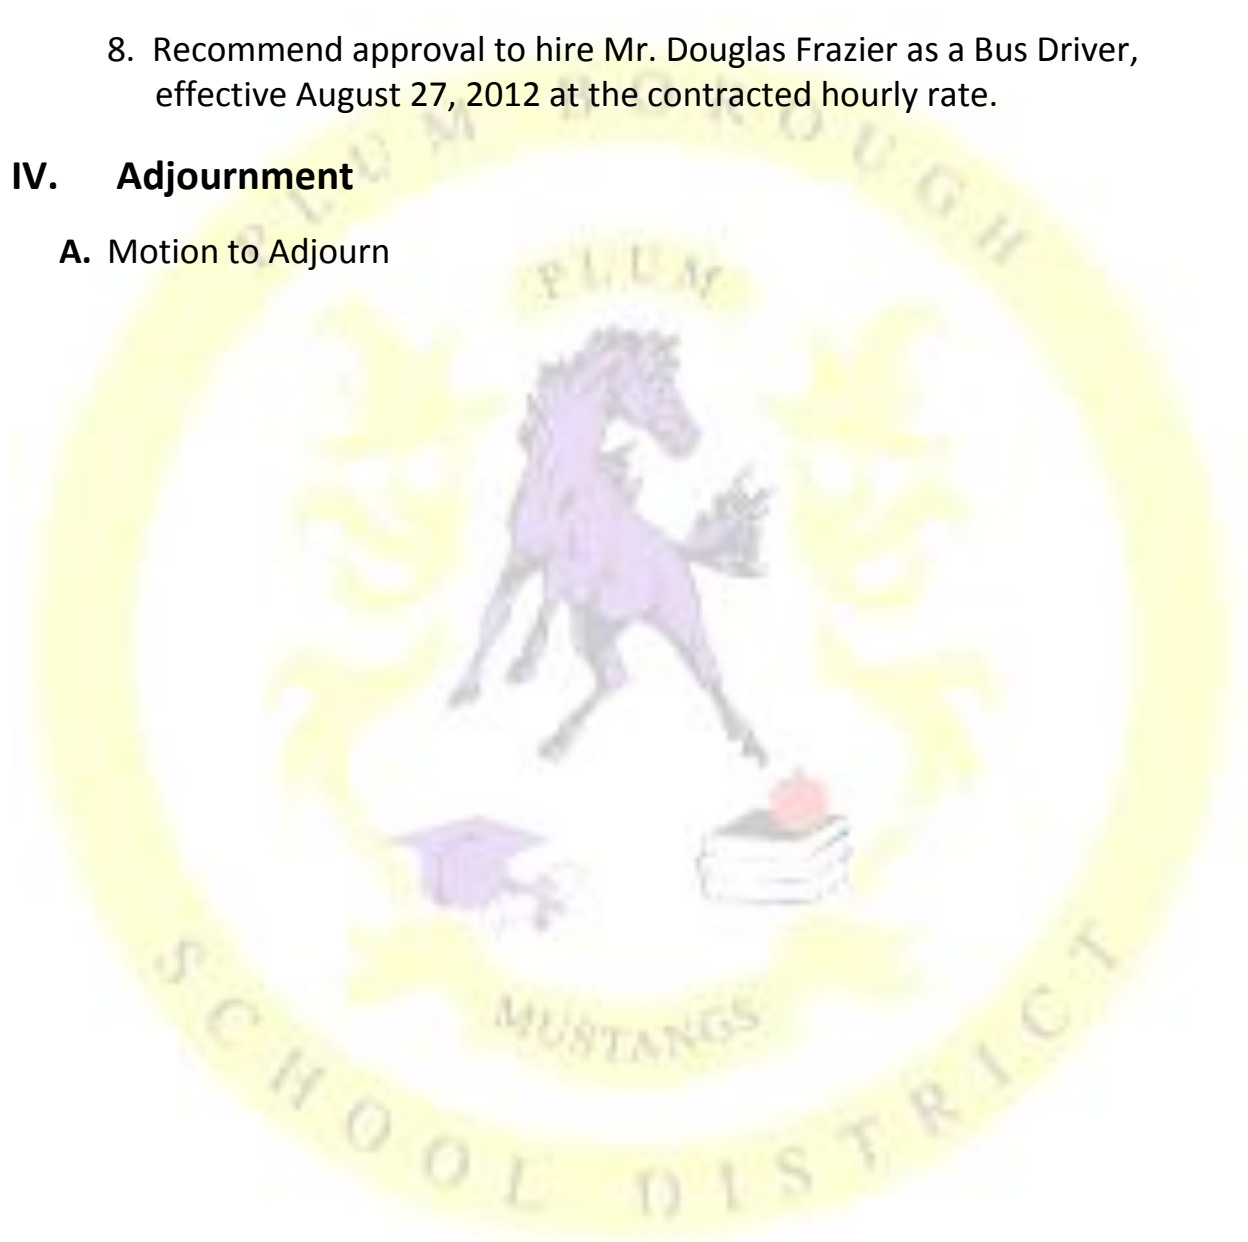 8. Recommend approval to hire Mr. Douglas Frazier as a Bus Driver,
effective August 27, 2012 at the contracted hourly rate.
IV. Adjournment
A. Motion to Adjourn
PLUM BOROUGH
PLUM
MUSTANGS
SCHOOL DISTRICT